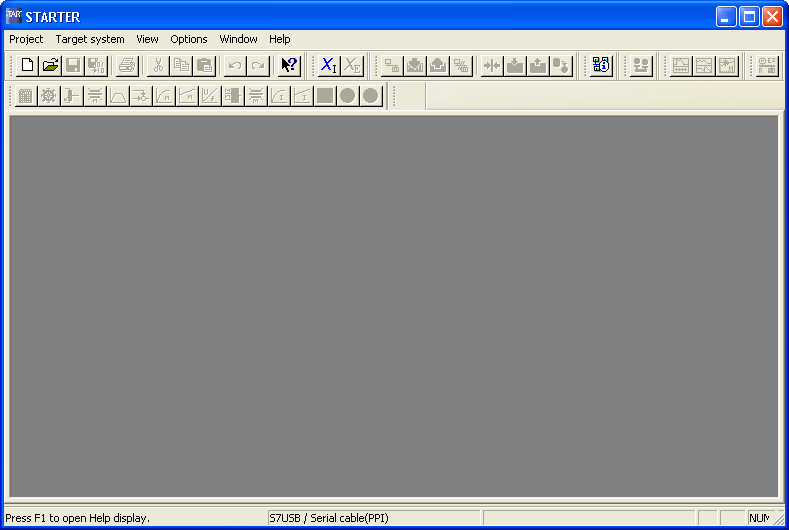 STARTER
Project Target system View Options Window Help
Press F1 to open Help display. S7USB / Serial cable(PPI) NUM